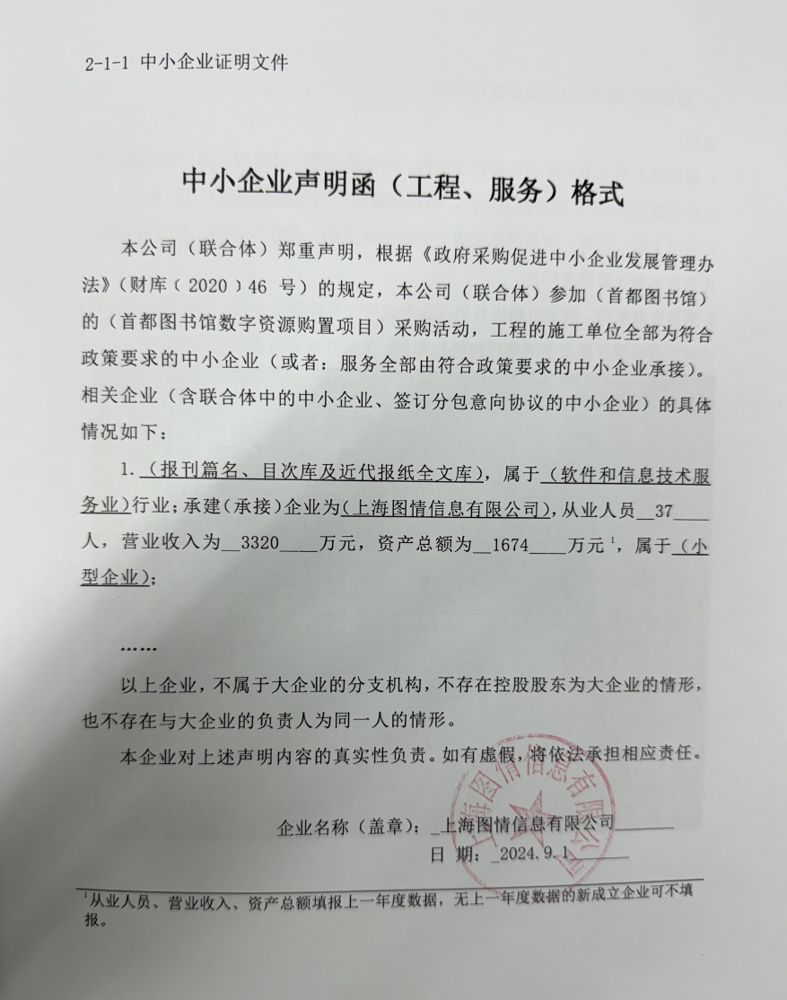 2-1-1 中小企业证明文件
中小企业声明函（工程、服务）格式
本公司（联合体）郑重声明，根据《政府采购促进中小企业发展管理办
法》（财库﹝2020﹞46 号）的规定，本公司（联合体）参加（首都图书馆）
的（首都图书馆数字资源购置项目）采购活动，工程的施工单位全部为符合
政策要求的中小企业（或者：服务全部由符合政策要求的中小企业承接）。
相关企业（含联合体中的中小企业、签订分包意向协议的中小企业）的具体
情况如下：
1. （报刊篇名、目次库及近代报纸全文库），属于（软件和信息技术服
务业）行业；承建（承接）企业为（上海图情信息有限公司），从业人员__37____
人，营业收入为__3320____万元，资产总额为__1674____万元¹，属于（小
型企业）；
……
以上企业，不属于大企业的分支机构，不存在控股股东为大企业的情形，
也不存在与大企业的负责人为同一人的情形。
本企业对上述声明内容的真实性负责。如有虚假，将依法承担相应责任。
企业名称（盖章）：_上海图情信息有限公司______
日 期：_2024.9.1______
上海图情信息有限公司
¹从业人员、营业收入、资产总额填报上一年度数据，无上一年度数据的新成立企业可不填
报。